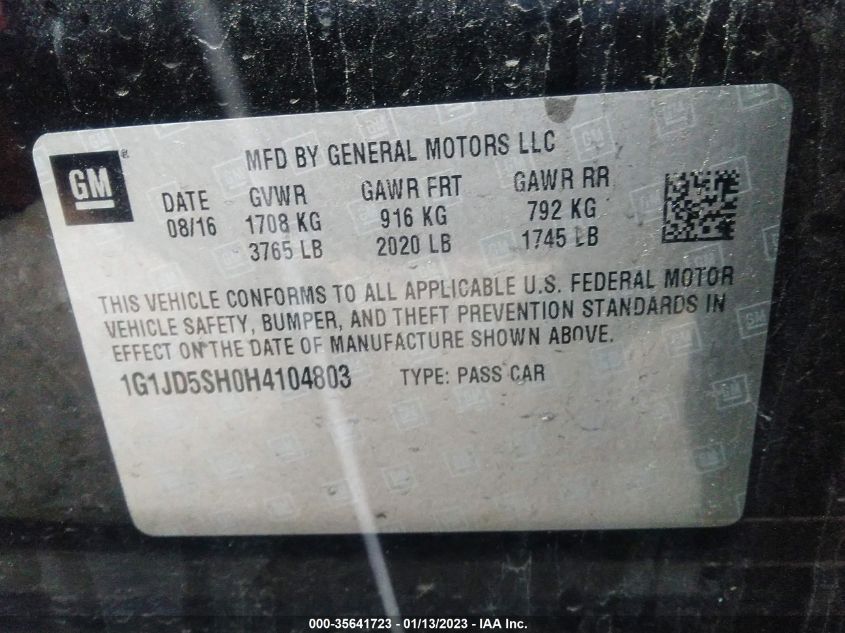 GM
MFD BY GENERAL MOTORS LLC
DATE GVWR GAWR FRT GAWR RR
08/16 1708 KG 916 KG 792 KG
3765 LB 2020 LB 1745 LB
THIS VEHICLE CONFORMS TO ALL APPLICABLE U.S. FEDERAL MOTOR
VEHICLE SAFETY, BUMPER, AND THEFT PREVENTION STANDARDS IN
EFFECT ON THE DATE OF MANUFACTURE SHOWN ABOVE.
1G1JD5SH0H4104803 TYPE: PASS CAR
000-35641723 - 01/13/2023 - IAA Inc.